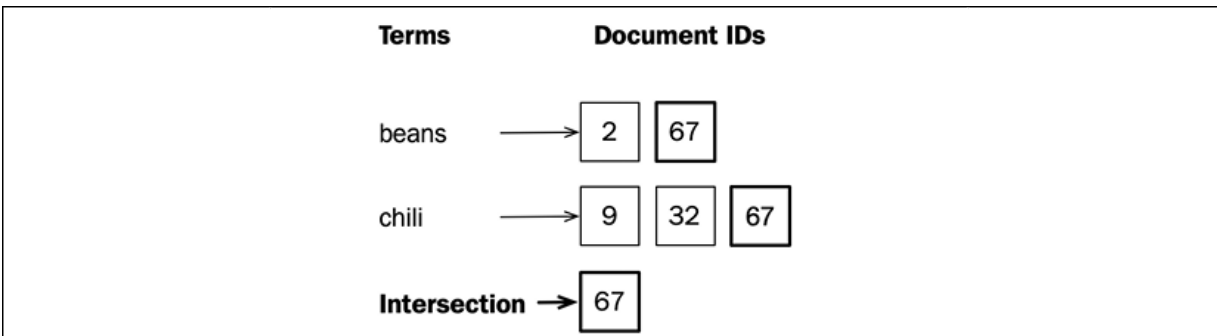 Terms Document IDs
beans 2 67
chili 9 32 67
Intersection 67